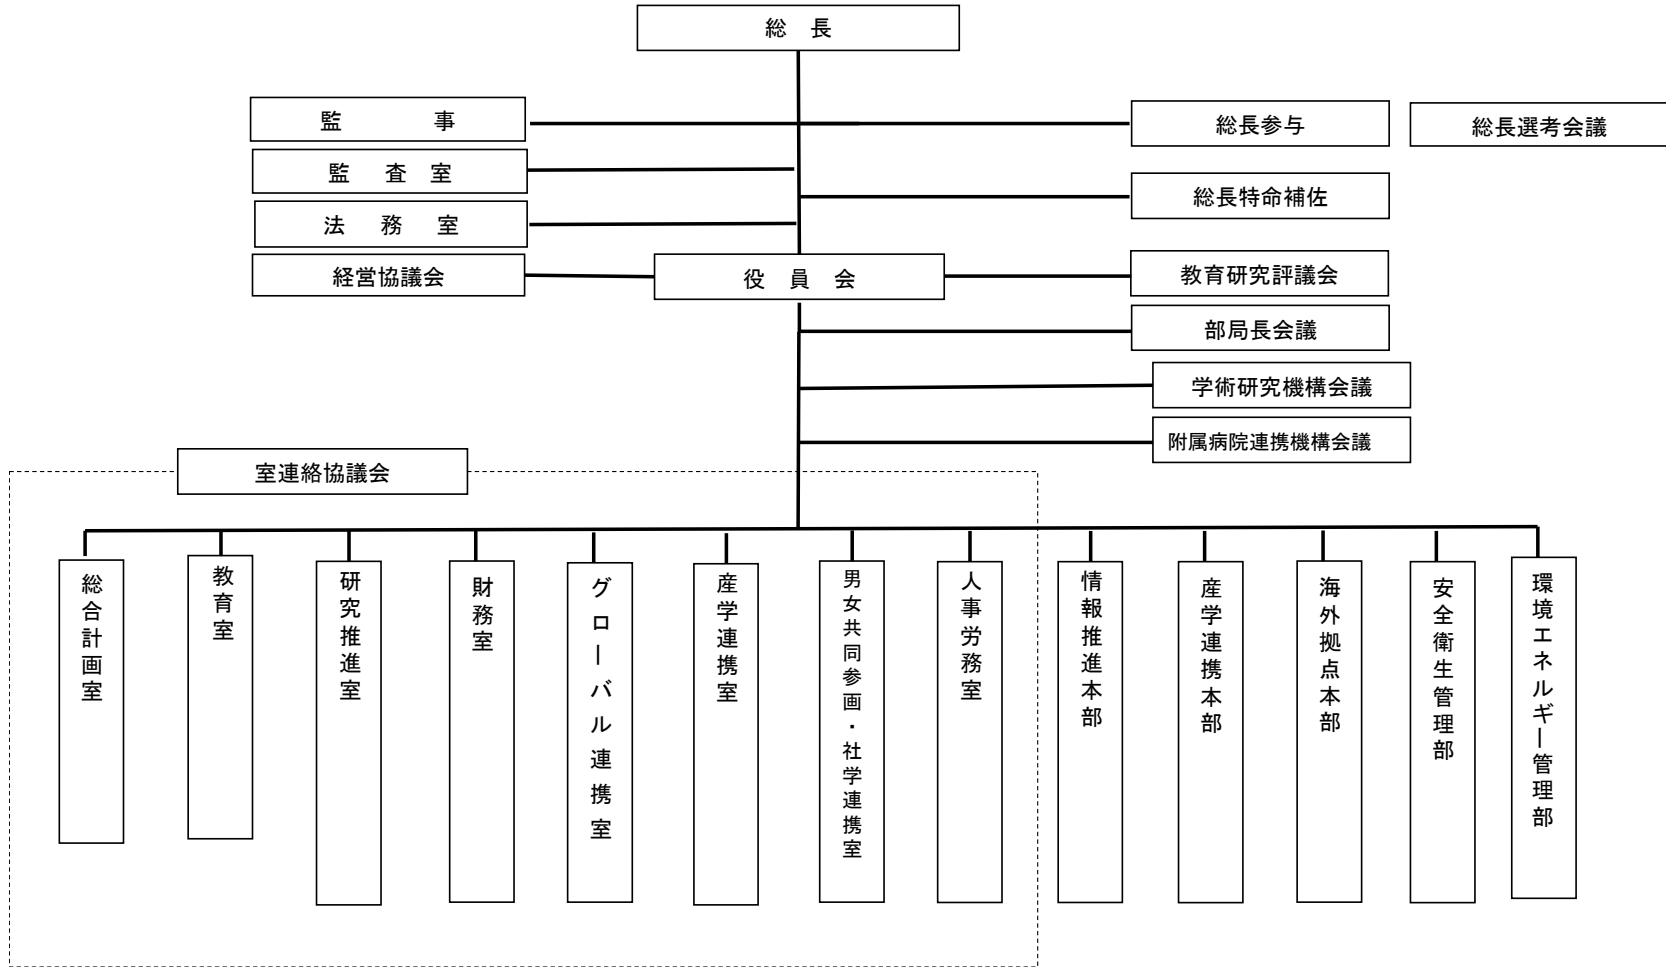 総　長
監　　　　事
総長参与
総長選考会議
監　査　室
総長特命補佐
法　務　室
経営協議会
役　員　会
教育研究評議会
部局長会議
学術研究機構会議
附属病院連携機構会議
室連絡協議会
総合計画室
教育室
研究推進室
財務室
グローバル連携室
産学連携室
男女共同参画・社学連携室
人事労務室
情報推進本部
産学連携本部
海外拠点本部
安全衛生管理部
環境エネルギー管理部